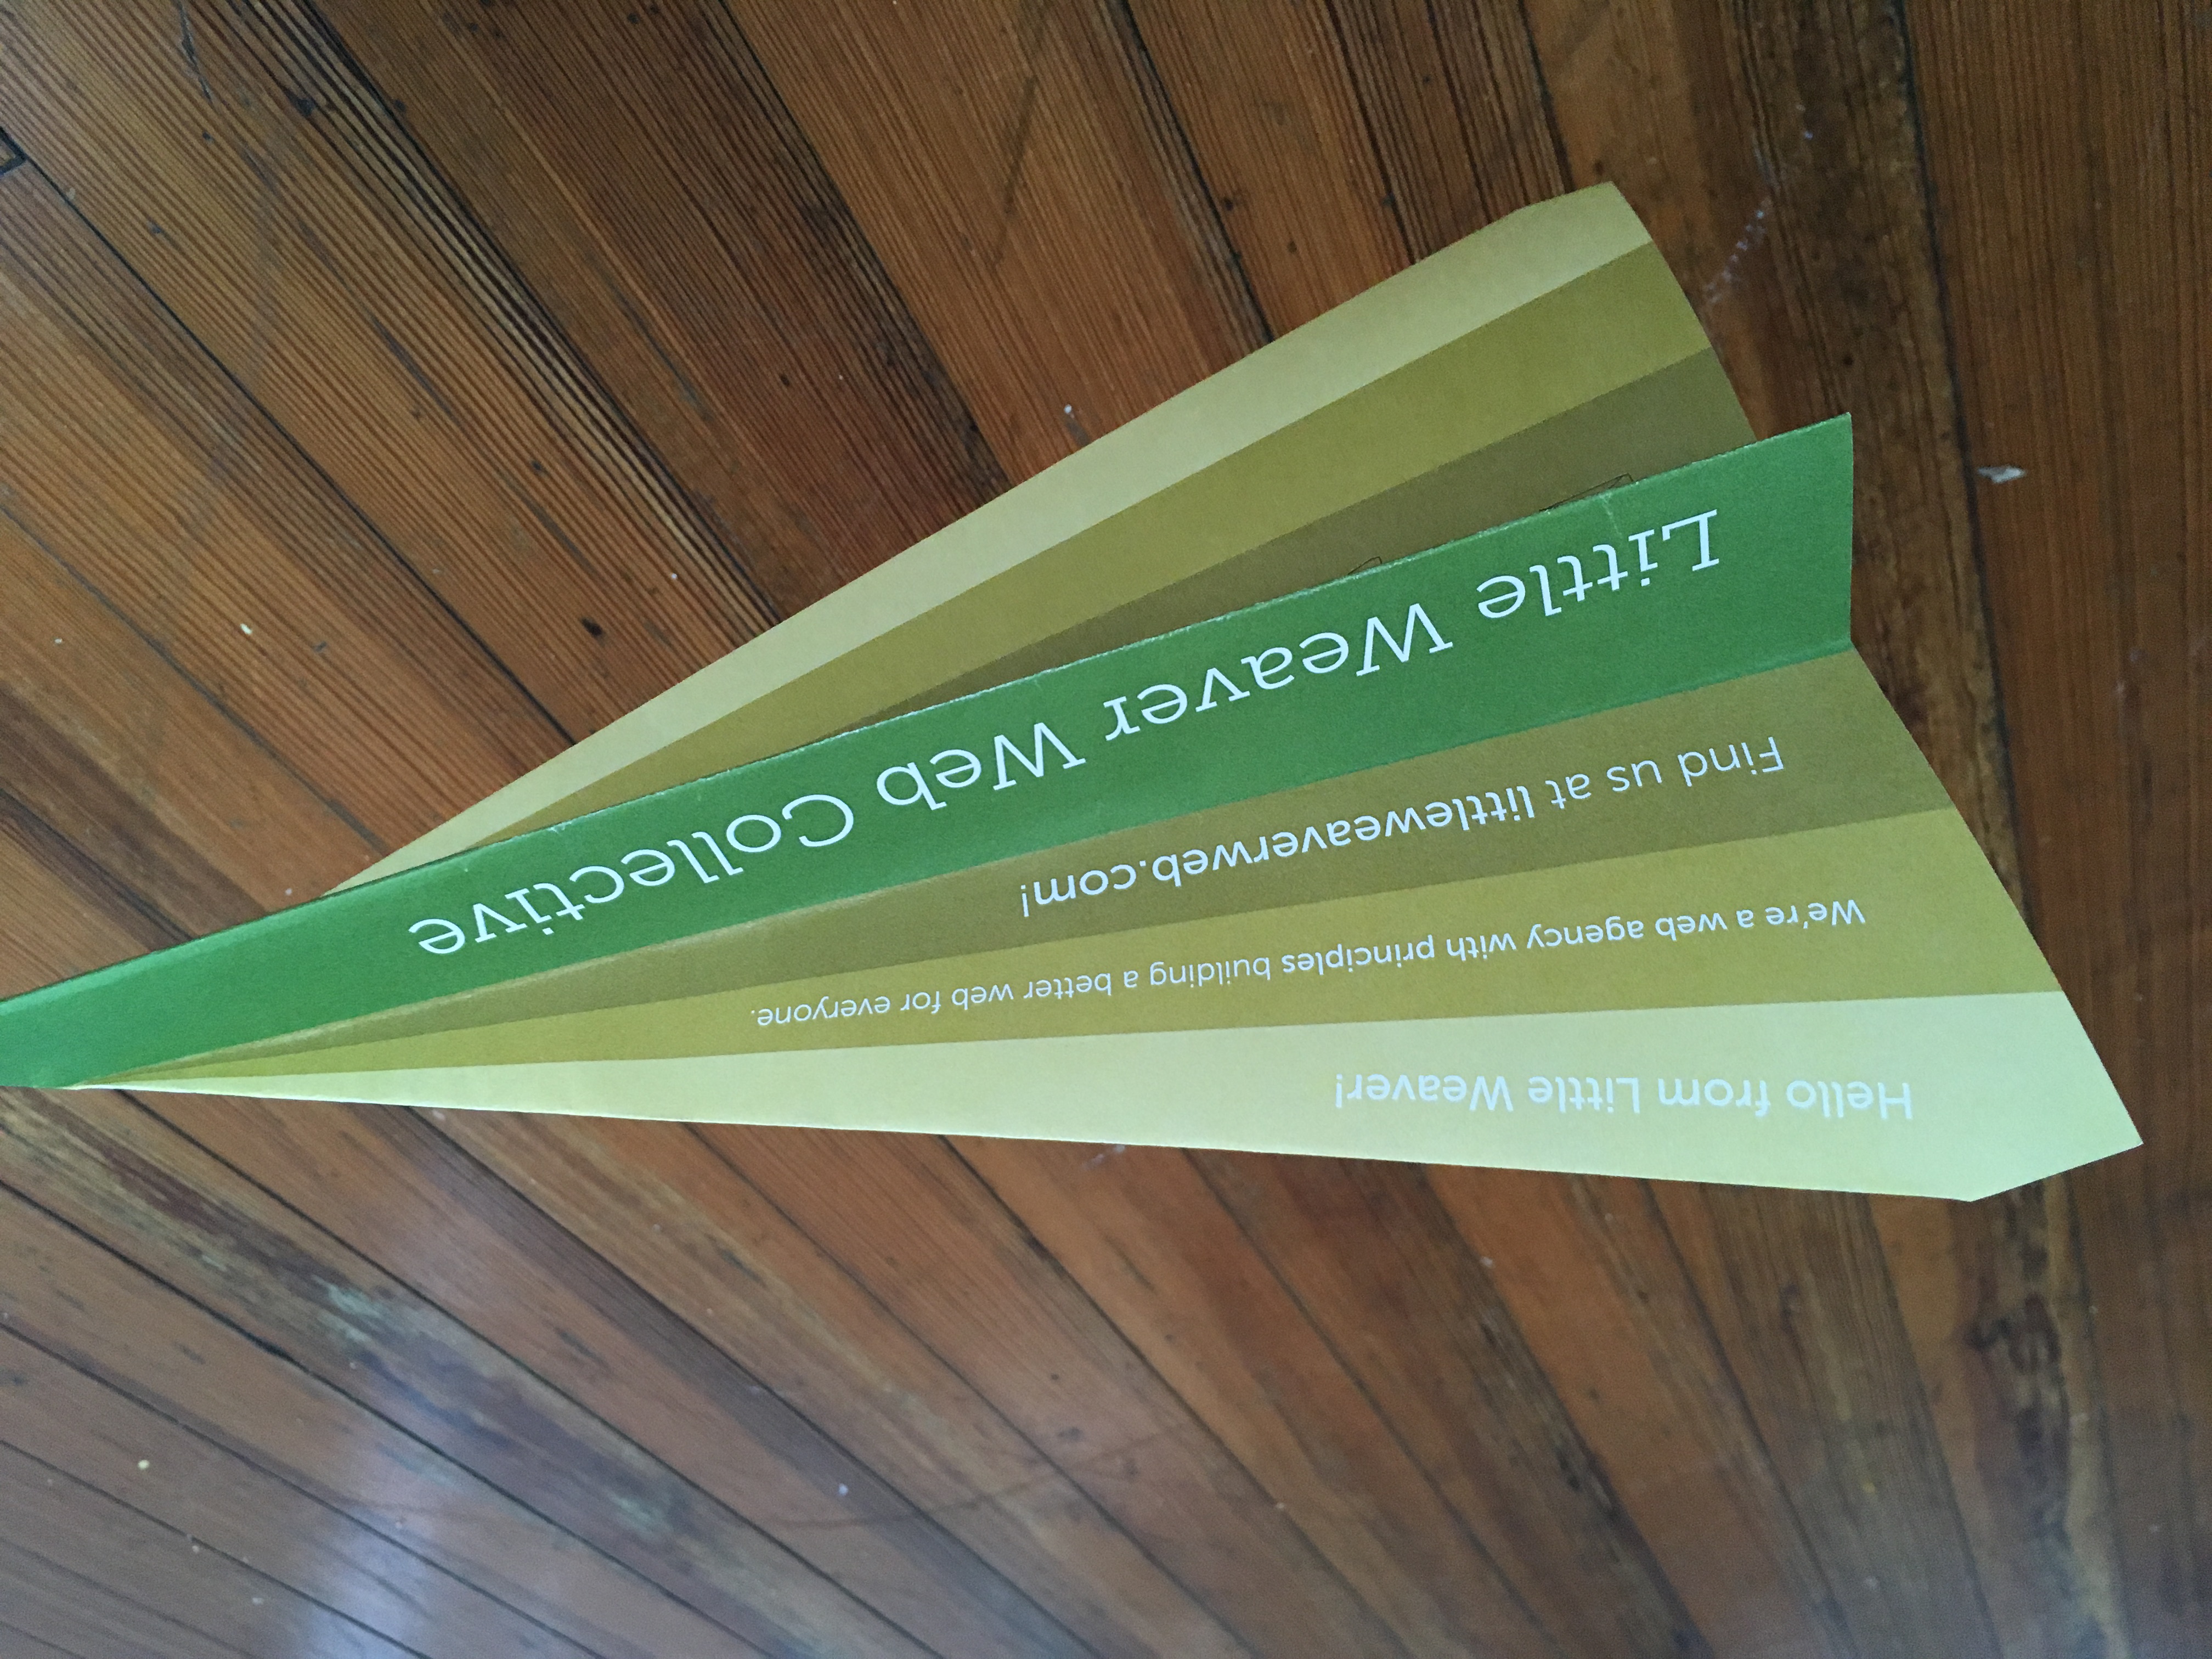 Hello from Little Weaver!
We're a web agency with principles building a better web for everyone.
Find us at littleweaverweb.com!
Little Weaver Web Collective